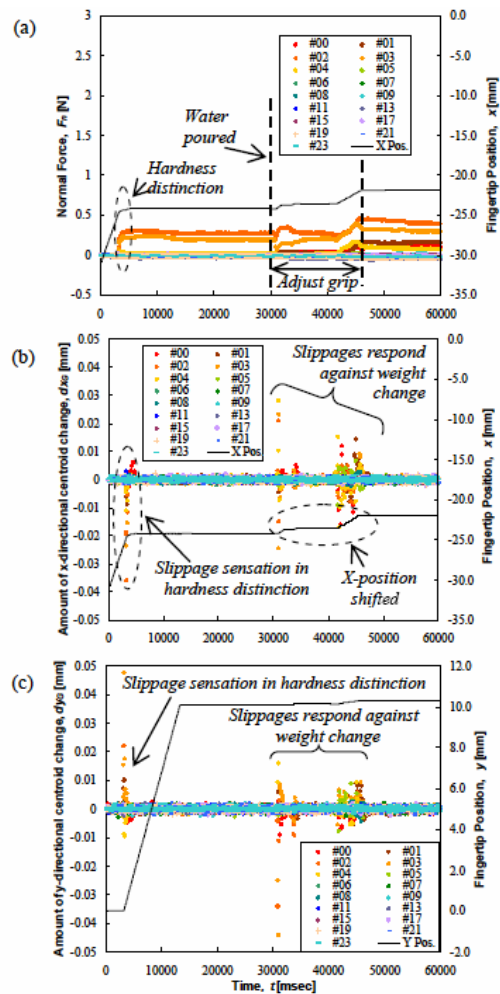 (a)
Normal Force, Fn [N]
3
2.5
2
1.5
1
0.5
0
-0.5
0 10000 20000 30000 40000 50000 60000
0.0
-5.0
-10.0
-15.0
-20.0
-25.0
-30.0
-35.0
Fingertip Position, x [mm]
#00 #01
#02 #03
#04 #05
#06 #07
#08 #09
#11 #13
#15 #17
#19 #21
#23 X Pos.
Water
poured
Hardness
distinction
Adjust grip
(b)
Amount of x-directional centroid change, dxG [mm]
0.05
0.04
0.03
0.02
0.01
0
-0.01
-0.02
-0.03
-0.04
-0.05
0 10000 20000 30000 40000 50000 60000
0.0
-5.0
-10.0
-15.0
-20.0
-25.0
-30.0
-35.0
Fingertip Position, x [mm]
#00 #01
#02 #03
#04 #05
#06 #07
#08 #09
#11 #13
#15 #17
#19 #21
#23 X Pos.
Slippages respond
against weight
change
Slippage sensation in
hardness distinction
X-position
shifted
(c)
Amount of y-directional centroid change, dyG [mm]
0.05
0.04
0.03
0.02
0.01
0
-0.01
-0.02
-0.03
-0.04
-0.05
12.0
10.0
8.0
6.0
4.0
2.0
0.0
-2.0
Fingertip Position, y [mm]
Slippage sensation in hardness distinction
Slippages respond against
weight change
#00 #01
#02 #03
#04 #05
#06 #07
#08 #09
#11 #13
#15 #17
#19 #21
#23 Y Pos.
0 10000 20000 30000 40000 50000 60000
Time, t [msec]